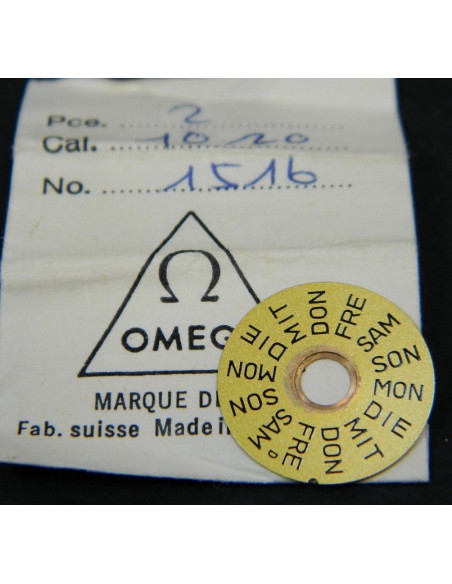 Pce. 2
Cal. 1020
No. 1516
Ω
OMEG
MARQUE D
Fab. suisse Made in
DON
FRE
SAM
SON
MON
DIE
MIT
DON
FRE
SAM
SON
MON
DIE
MIT